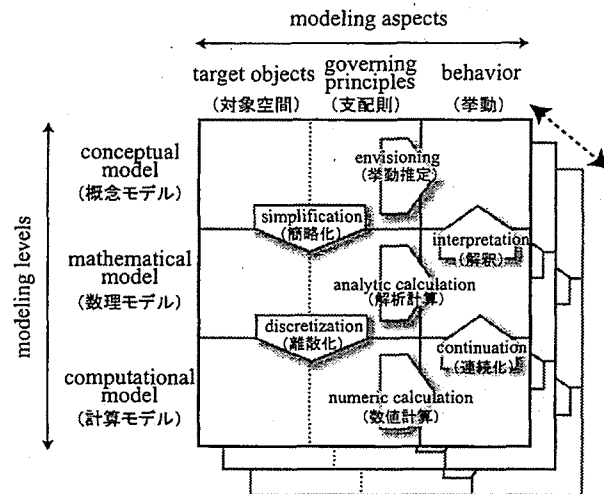 modeling aspects
target objects
(対象空間)
governing
principles
(支配則)
behavior
(挙動)
modeling levels
conceptual
model
(概念モデル)
envisioning
(挙動推定)
simplification
(簡略化)
interpretation
(解釈)
mathematical
model
(数理モデル)
analytic calculation
(解析計算)
discretization
(離散化)
continuation
(連続化)
computational
model
(計算モデル)
numeric calculation
(数値計算)